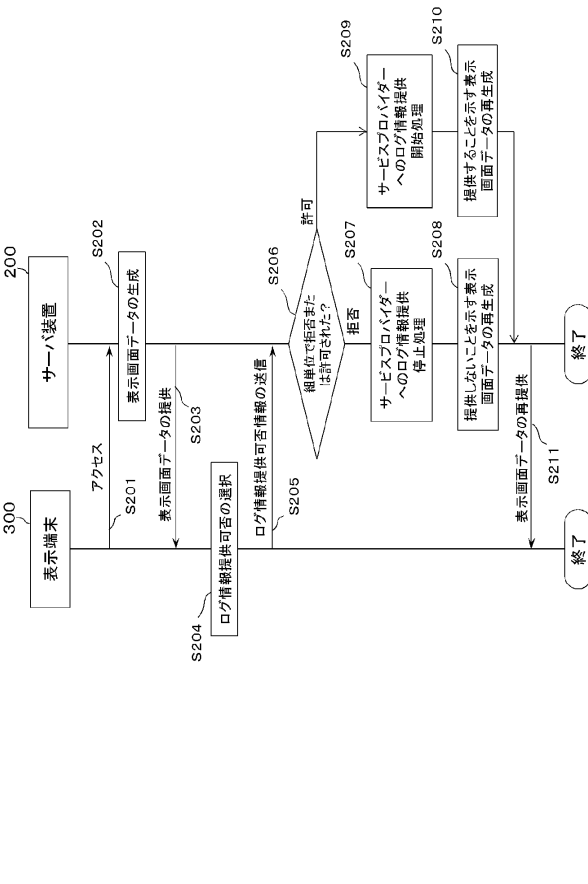 300
表示端末
200
サーバ装置
アクセス
S201
S202
表示画面データの生成
表示画面データの提供
S203
S204
ログ情報提供可否の選択
ログ情報提供可否情報の送信
S205
S206
組単位で拒否また
は許可された?
許可
拒否
S207
サービスプロバイダー
へのログ情報提供
停止処理
S209
サービスプロバイダー
へのログ情報提供
開始処理
S208
提供しないことを示す表示
画面データの再生成
S210
提供することを示す表示
画面データの再生成
表示画面データの再提供
S211
終了
終了